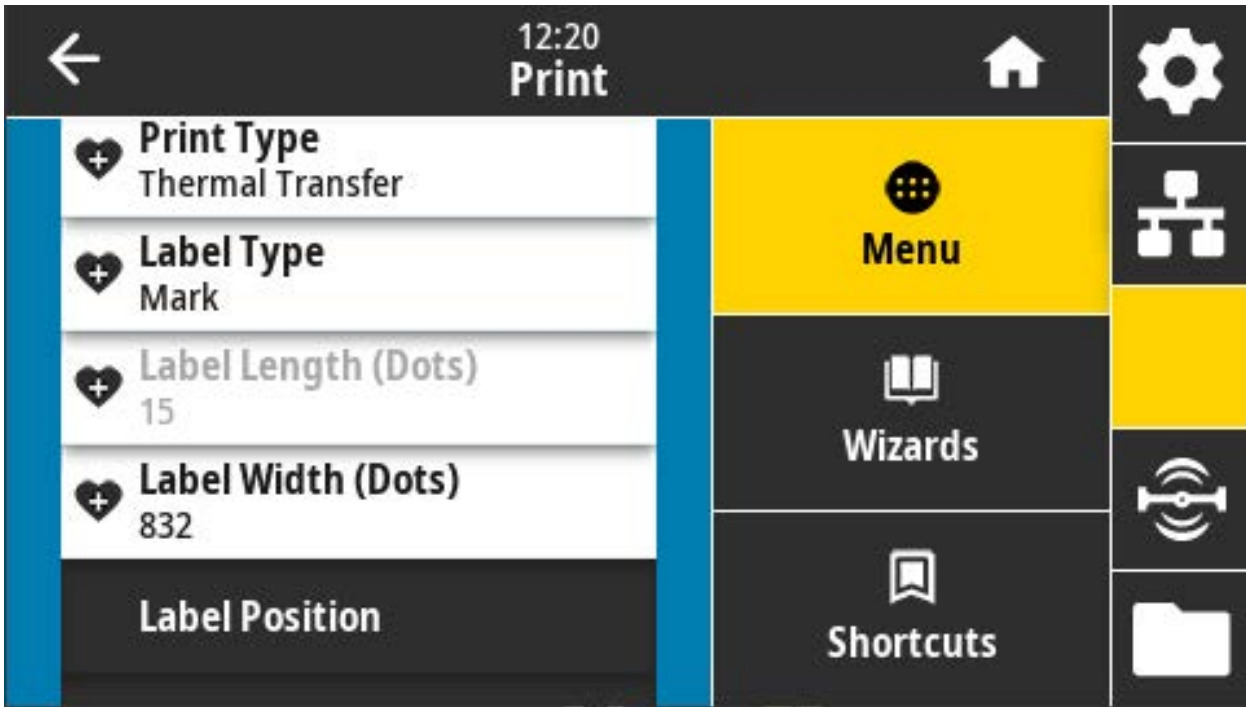 12:20
Print
Print Type
Thermal Transfer
Label Type
Mark
Label Length (Dots)
15
Label Width (Dots)
832
Label Position
Menu
Wizards
Shortcuts